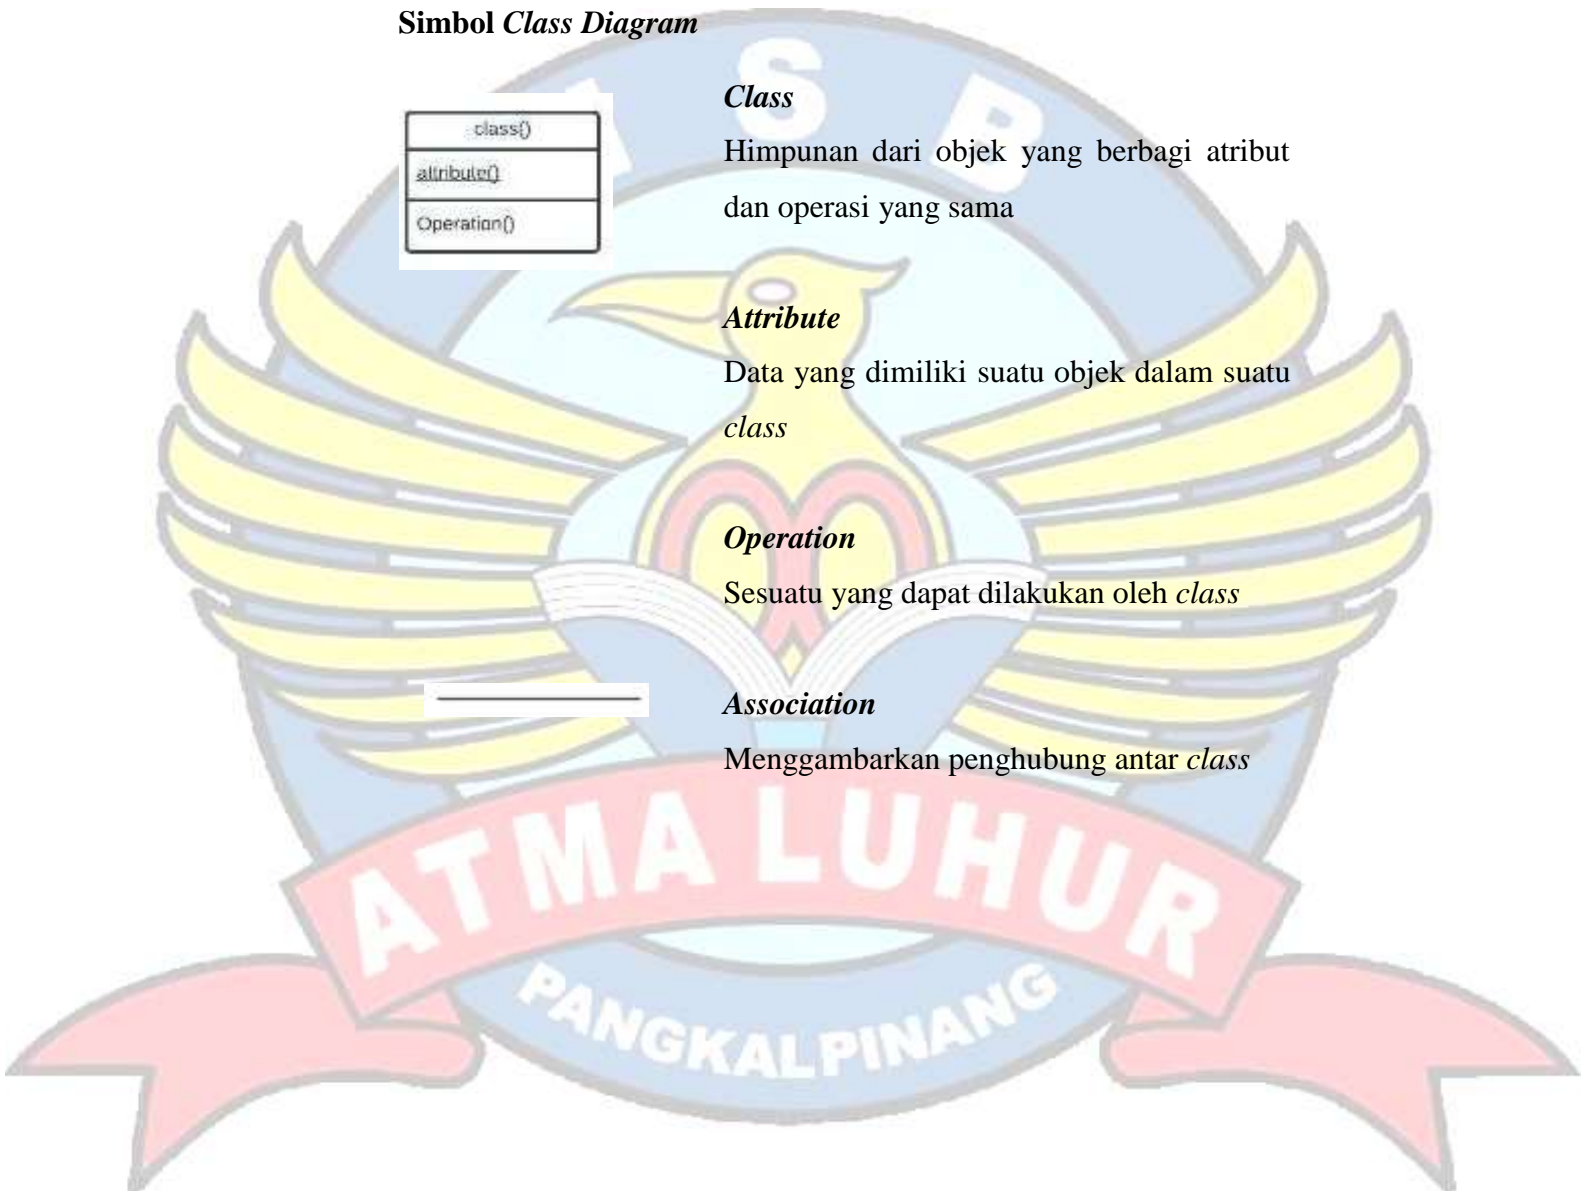 Simbol Class Diagram
class()
attribute()
Operation()
Class
Himpunan dari objek yang berbagi atribut
dan operasi yang sama
Attribute
Data yang dimiliki suatu objek dalam suatu
class
Operation
Sesuatu yang dapat dilakukan oleh class
Association
Menggambarkan penghubung antar class
S B
ATMA LUHUR
PANGKALPINANG